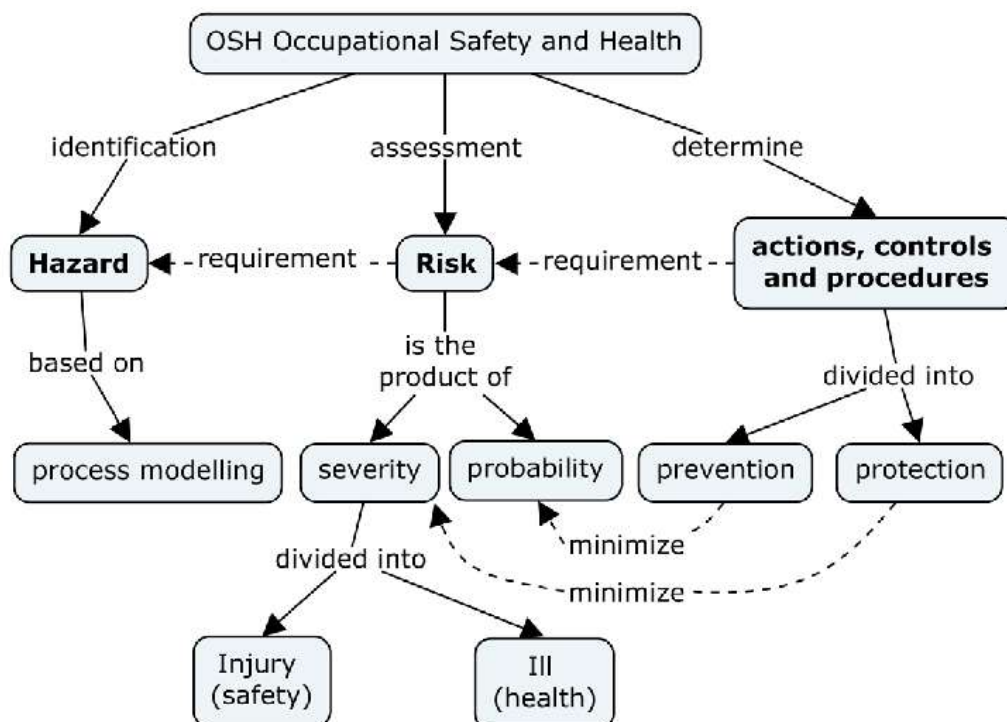 OSH Occupational Safety and Health
identification
assessment
determine
Hazard
requirement
Risk
requirement
actions, controls
and procedures
based on
is the
product of
divided into
process modelling
severity
probability
prevention
protection
minimize
divided into
minimize
Injury
(safety)
Ill
(health)